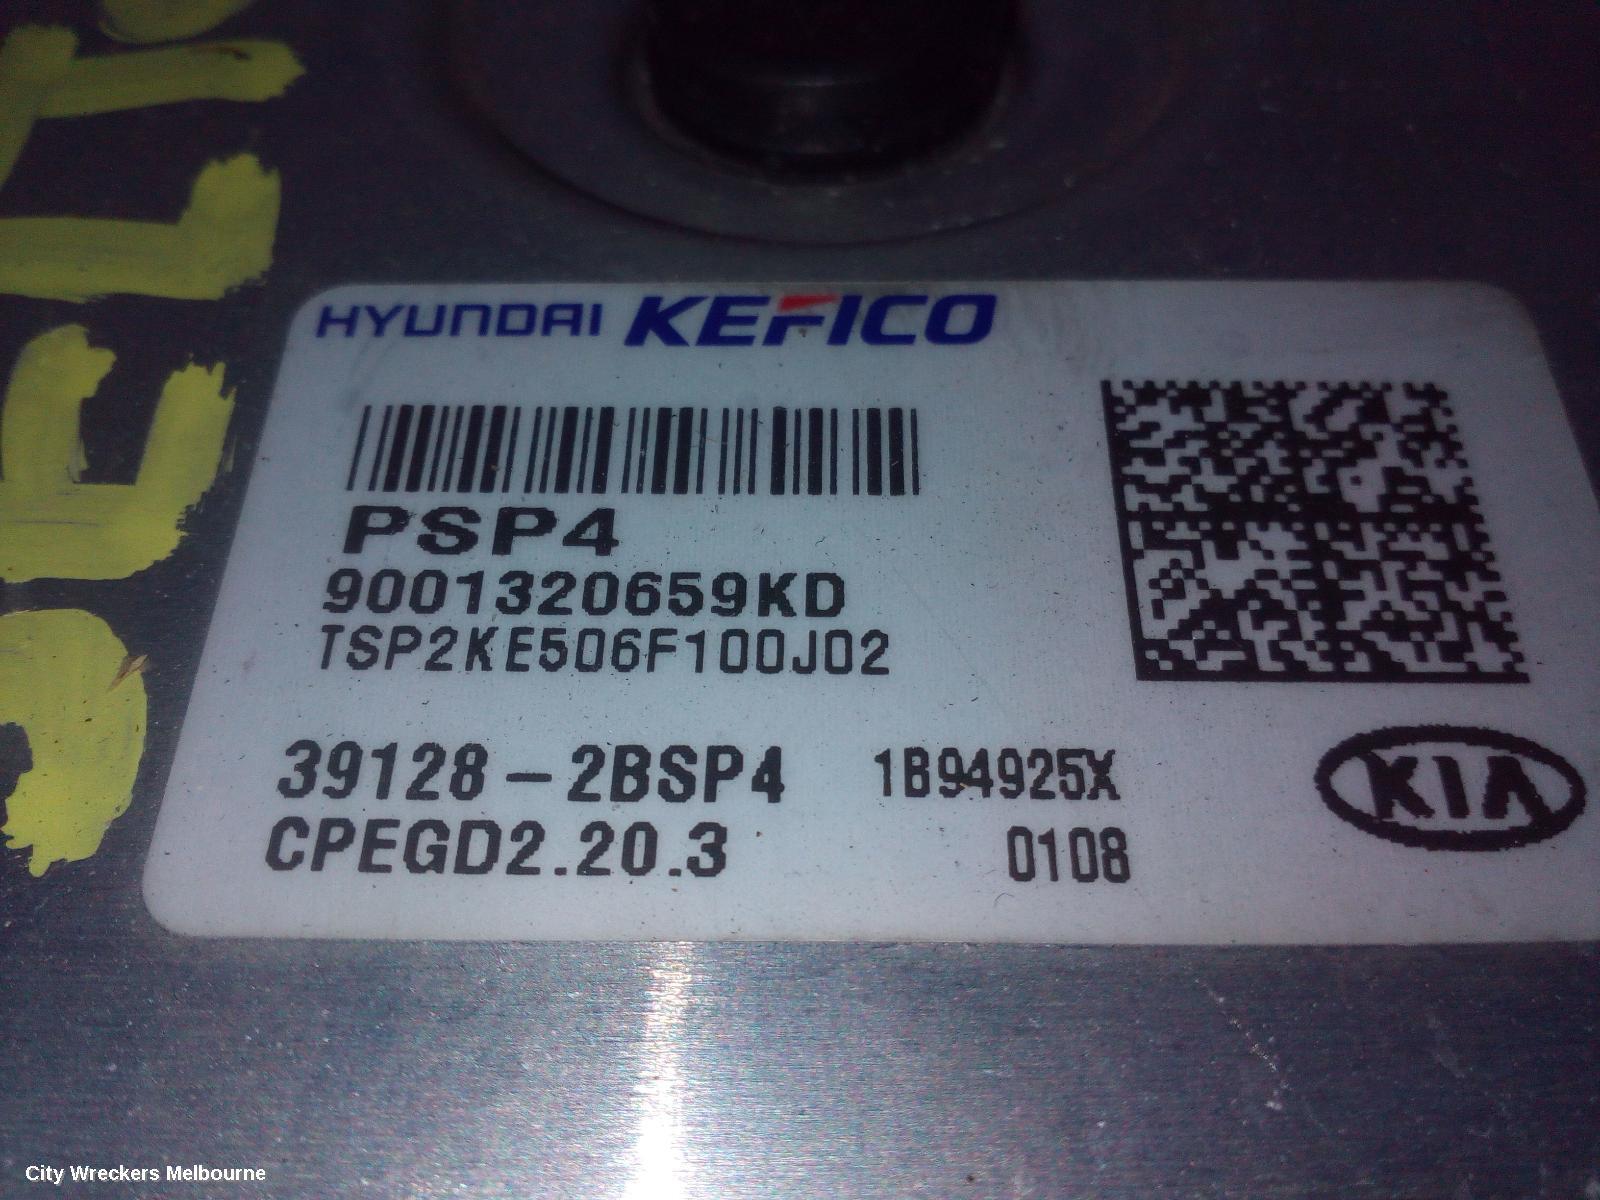 HYUNDAI KEFICO
PSP4
9001320659KD
TSP2KE506F100J02
39128-2BSP4 1B94925X
CPEGD2.20.3 0108
KIA
City Wreckers Melbourne